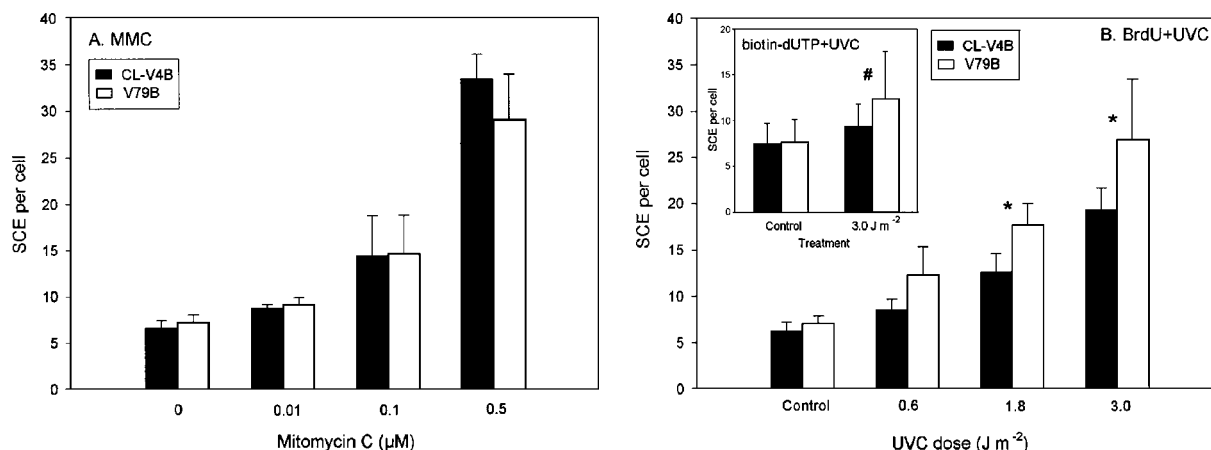 A. MMC
CL-V4B
V79B
SCE per cell
40
35
30
25
20
15
10
5
0
0 0.01 0.1 0.5
Mitomycin C (µM)
B. BrdU+UVC
CL-V4B
V79B
SCE per cell
40
35
30
25
20
15
10
5
0
* *
Control 0.6 1.8 3.0
UVC dose (J m⁻²)
biotin-dUTP+UVC
SCE per cell
20
15
10
5
0
#
Control 3.0 J m⁻²
Treatment